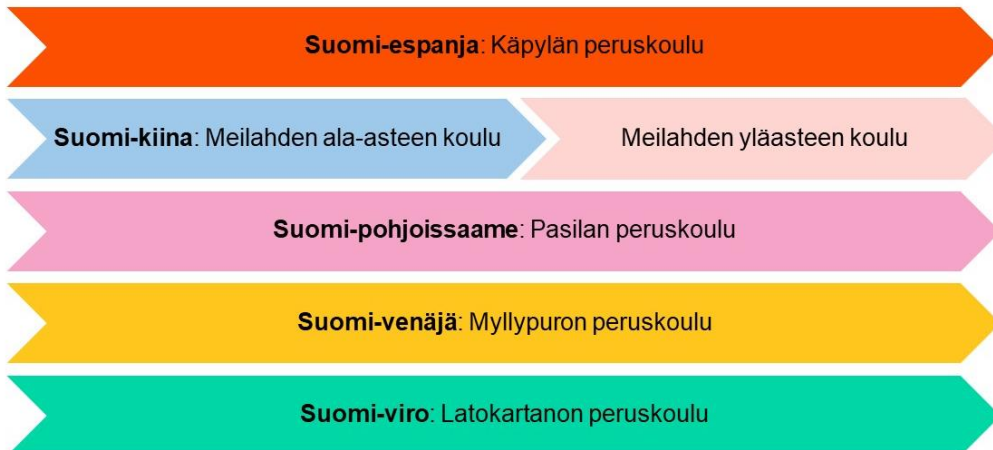 Suomi-espanja: Käpylän peruskoulu
Suomi-kiina: Meilahden ala-asteen koulu
Meilahden yläasteen koulu
Suomi-pohjoissaame: Pasilan peruskoulu
Suomi-venäjä: Myllypuron peruskoulu
Suomi-viro: Latokartanon peruskoulu